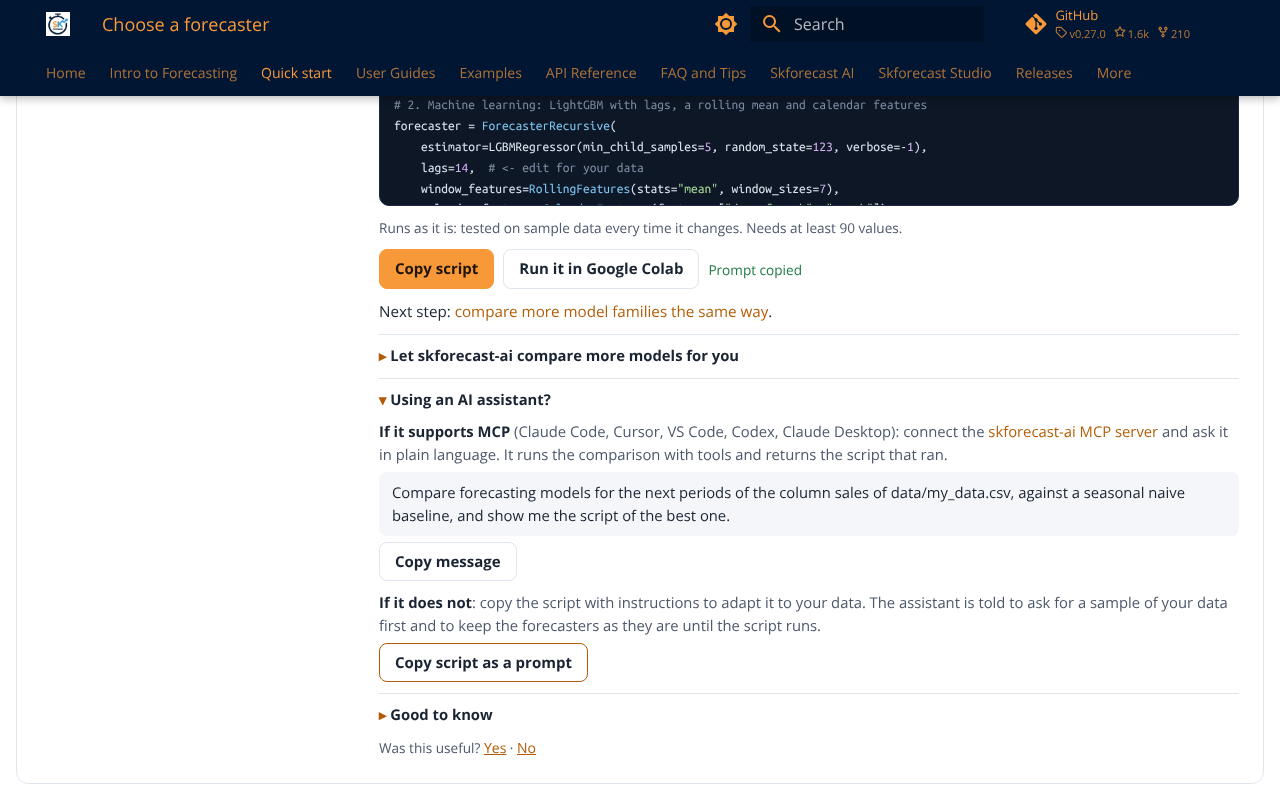 Choose a forecaster
Search
GitHub
v0.27.0 1.6k 210
Home Intro to Forecasting Quick start User Guides Examples API Reference FAQ and Tips Skforecast AI Skforecast Studio Releases More
# 2. Machine learning: LightGBM with lags, a rolling mean and calendar features
forecaster = ForecasterRecursive(
    estimator=LGBMRegressor(min_child_samples=5, random_state=123, verbose=-1),
    lags=14,  # <- edit for your data
    window_features=RollingFeatures(stats="mean", window_sizes=7),
Runs as it is: tested on sample data every time it changes. Needs at least 90 values.
Copy script Run it in Google Colab Prompt copied
Next step: compare more model families the same way.
▸ Let skforecast-ai compare more models for you
▾ Using an AI assistant?
If it supports MCP (Claude Code, Cursor, VS Code, Codex, Claude Desktop): connect the skforecast-ai MCP server and ask it
in plain language. It runs the comparison with tools and returns the script that ran.
Compare forecasting models for the next periods of the column sales of data/my_data.csv, against a seasonal naive
baseline, and show me the script of the best one.
Copy message
If it does not: copy the script with instructions to adapt it to your data. The assistant is told to ask for a sample of your data
first and to keep the forecasters as they are until the script runs.
Copy script as a prompt
▸ Good to know
Was this useful? Yes · No